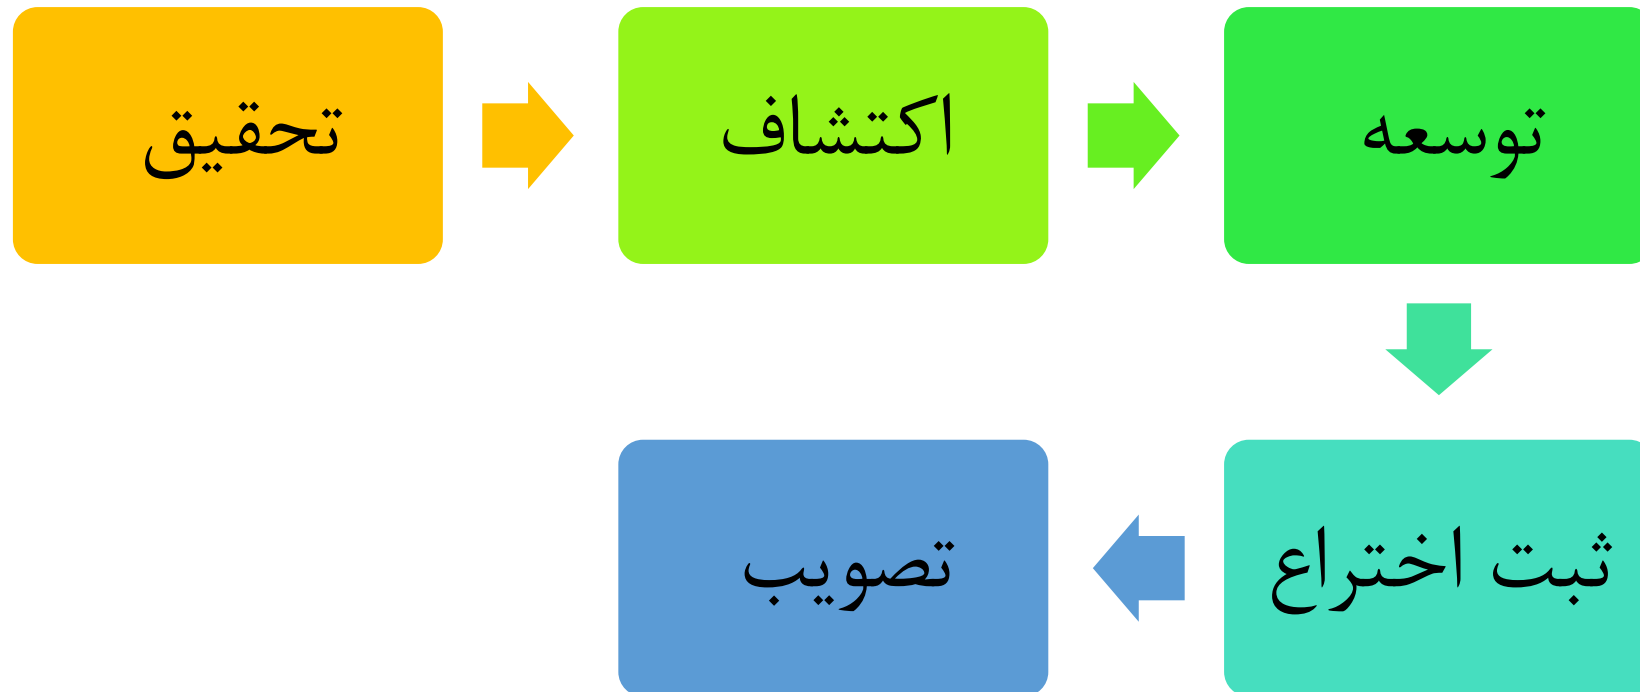 تحقیق
اکتشاف
توسعه
ثبت اختراع
تصویب